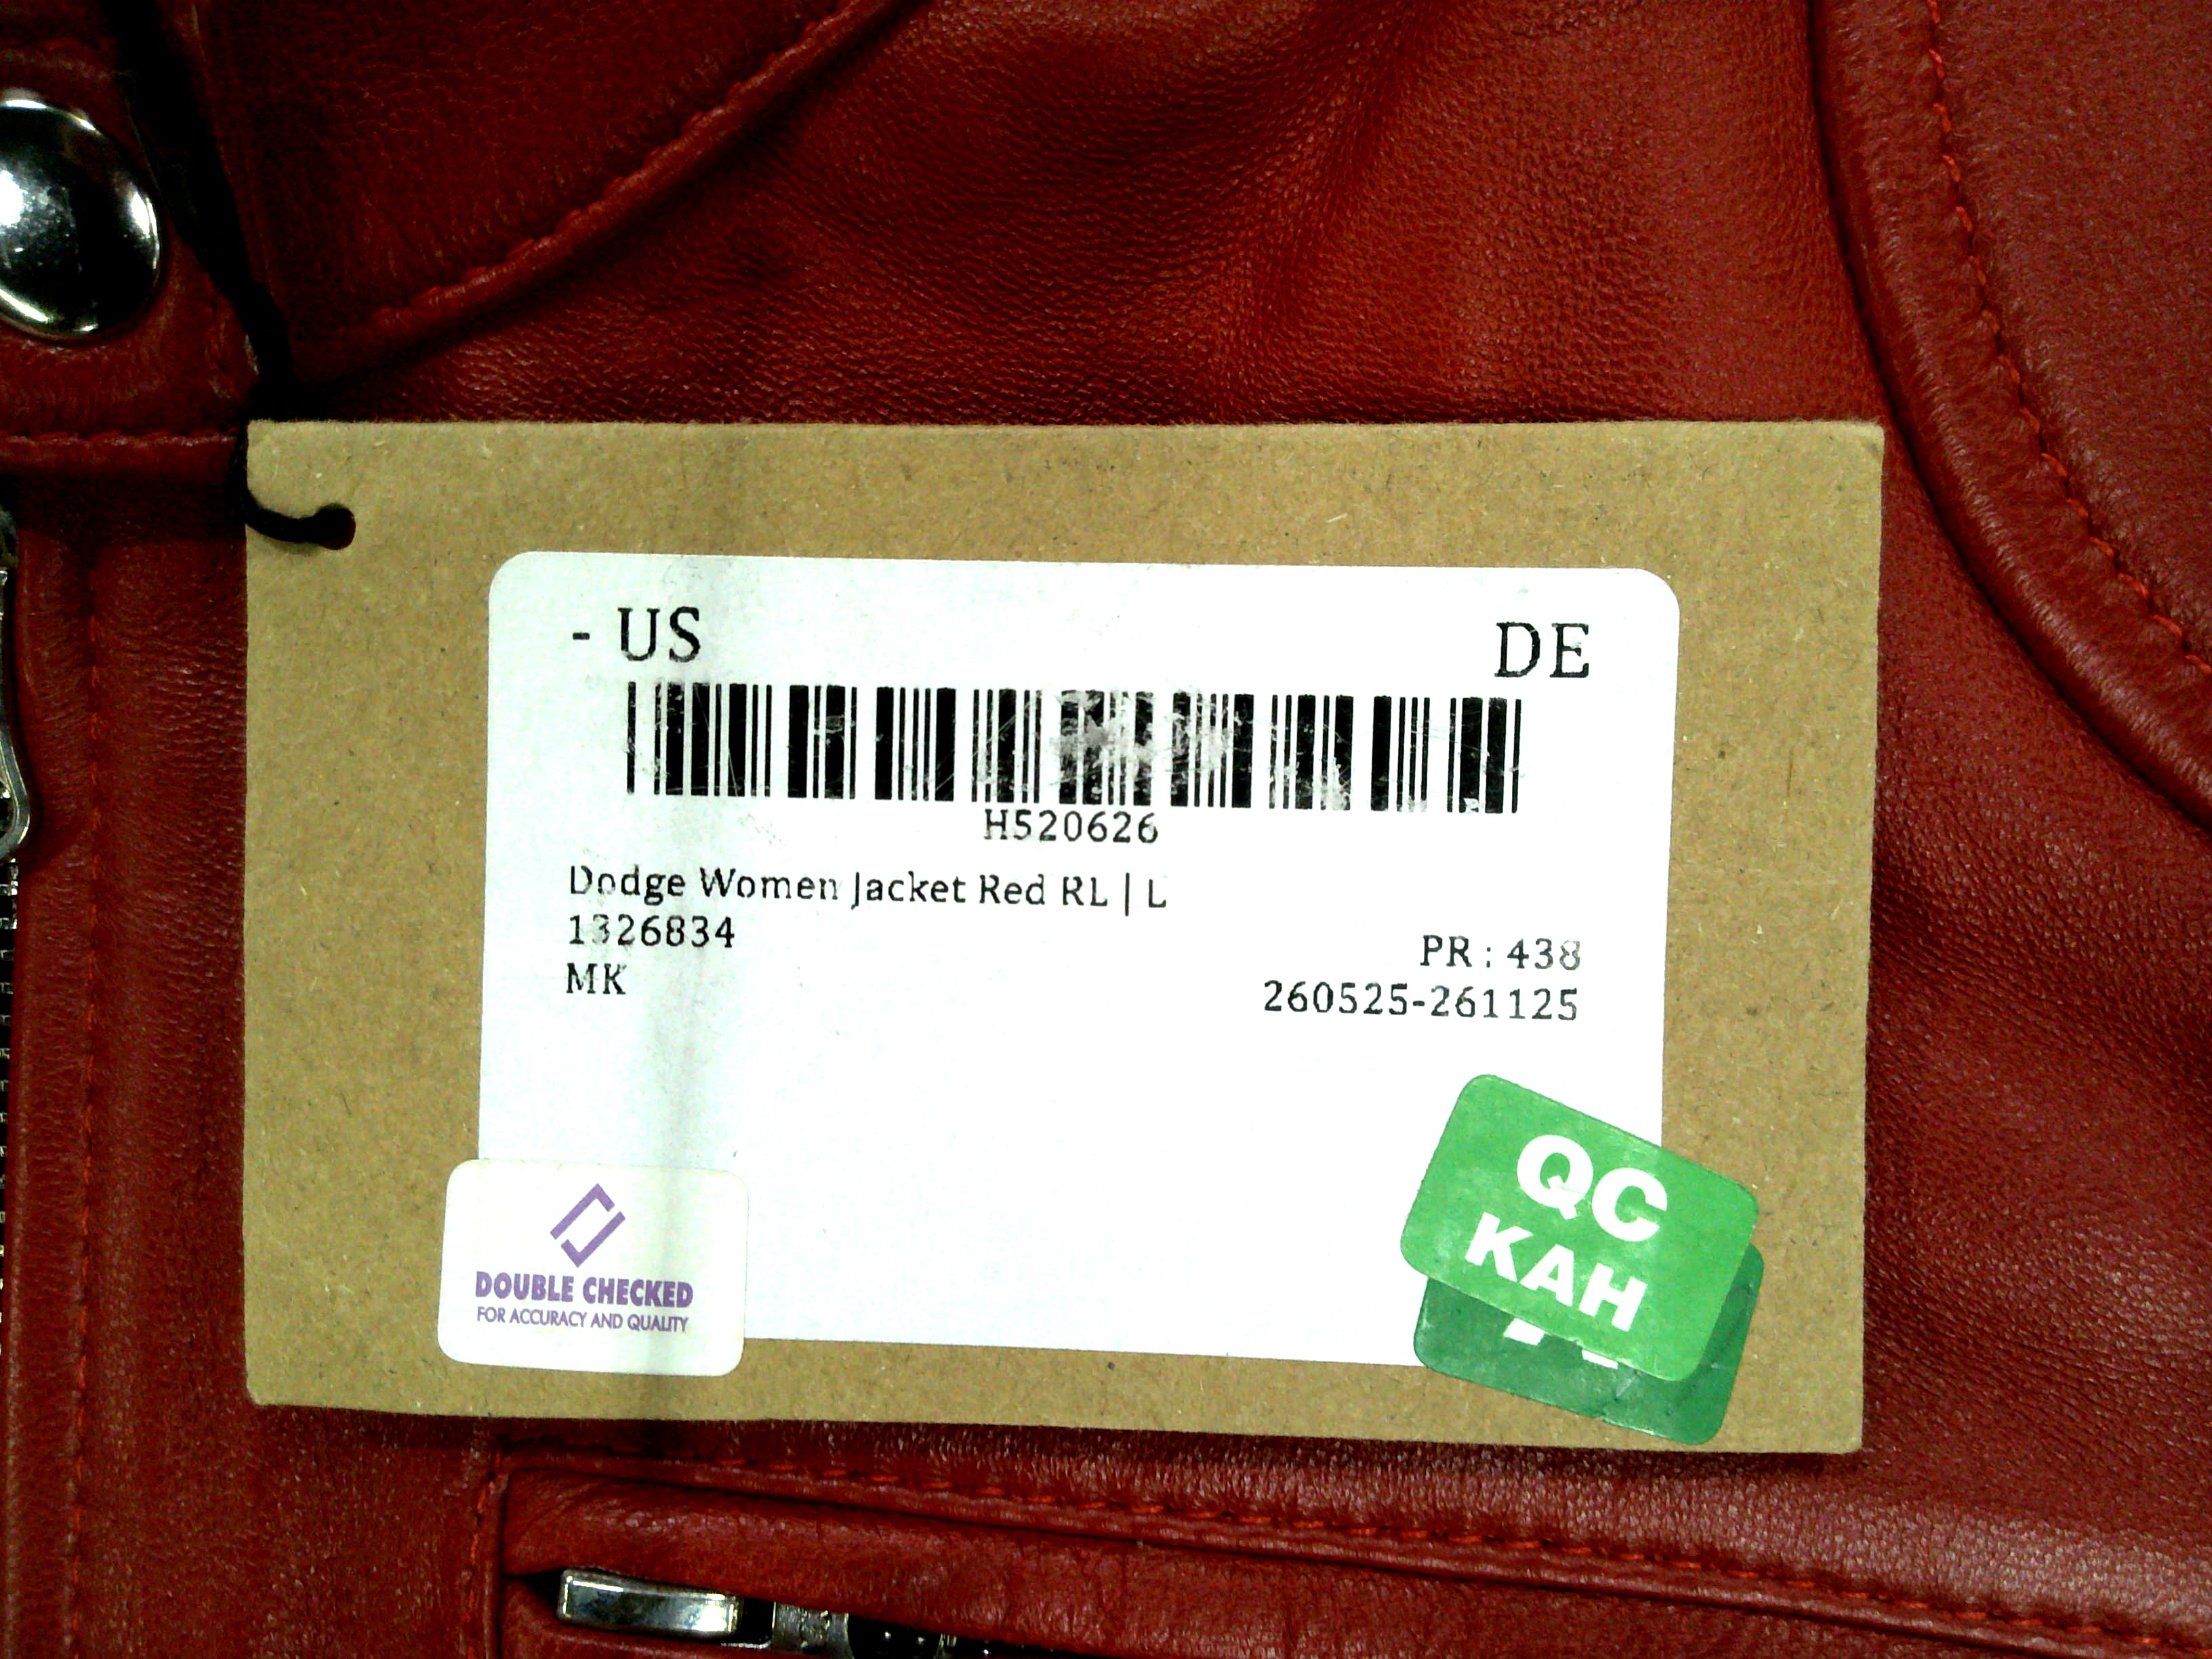 - US DE
H520626
Dodge Women Jacket Red RL | L
1326834
PR : 438
MK
260525-261125
QC
KAH
DOUBLE CHECKED
FOR ACCURACY AND QUALITY